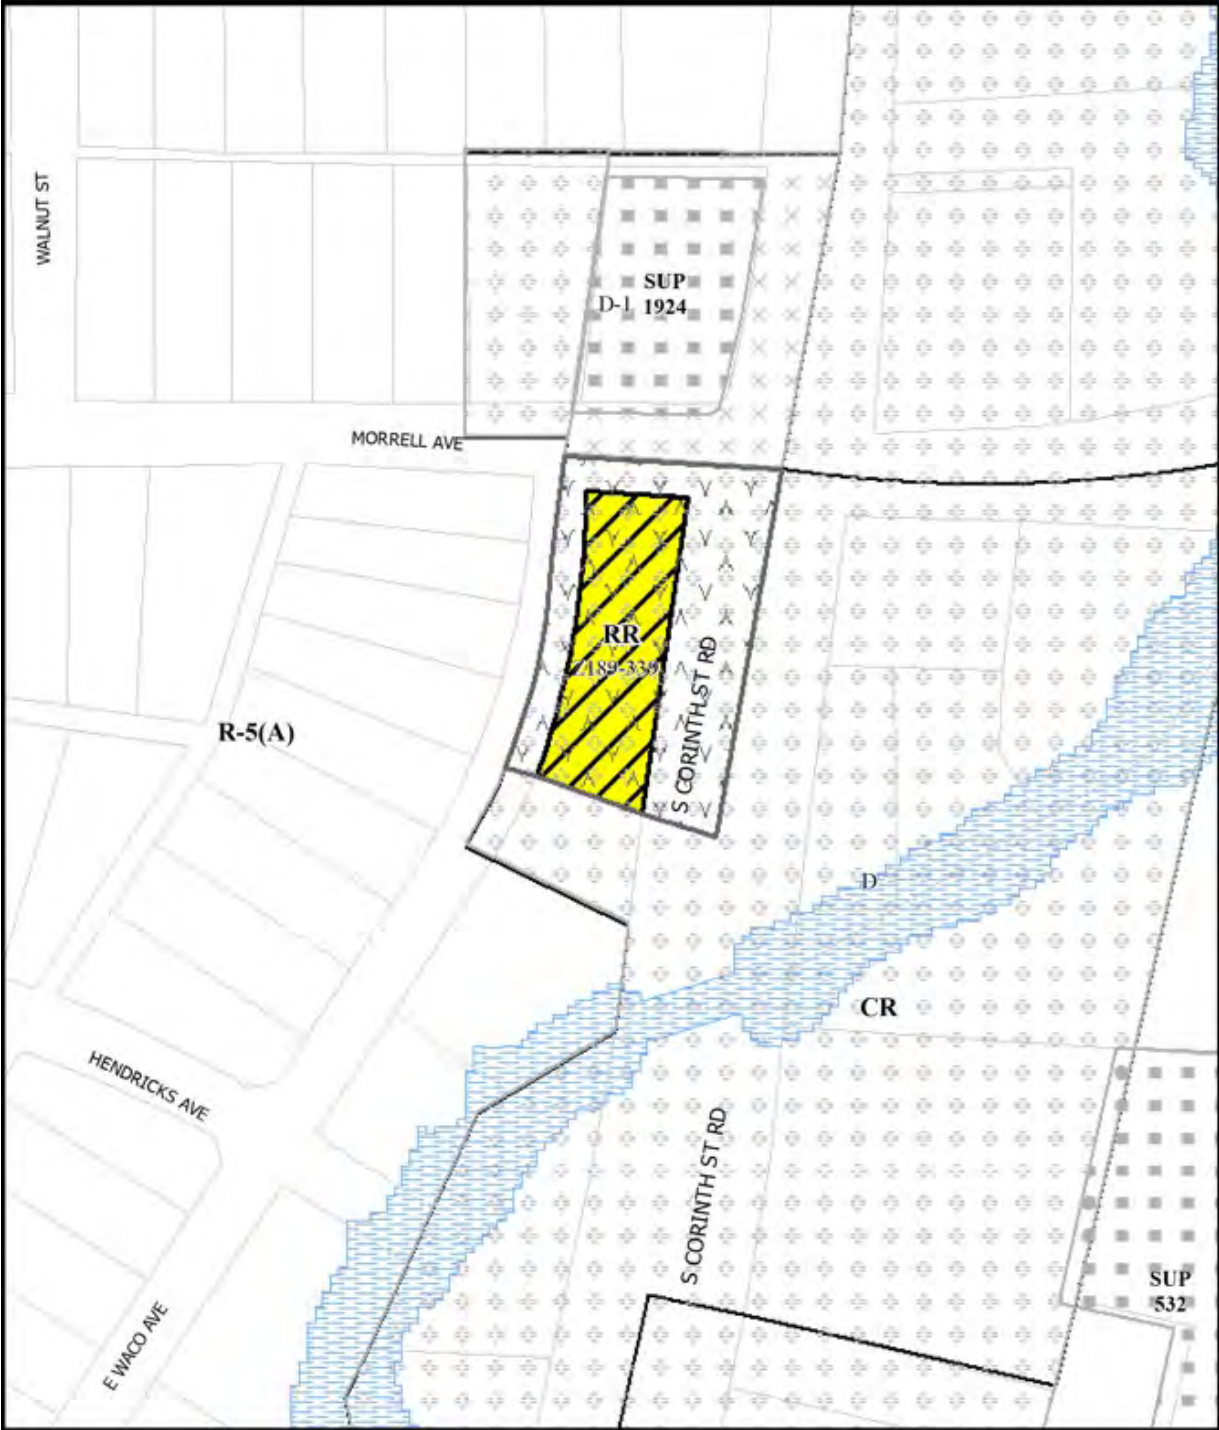 WALNUT ST
SUP
D-1 1924
MORRELL AVE
RR
Z189-339
S CORINTH ST RD
R-5(A)
D
CR
HENDRICKS AVE
S CORINTH ST RD
SUP
532
E WACO AVE